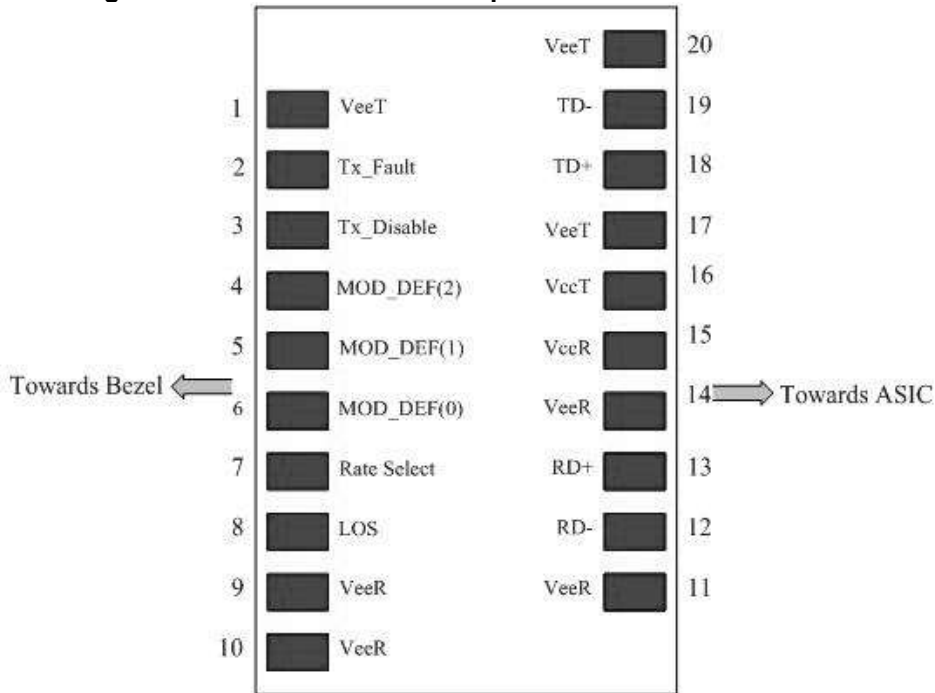 VeeT 20
1 VeeT TD- 19
2 Tx_Fault TD+ 18
3 Tx_Disable VeeT 17
4 MOD_DEF(2) VccT 16
5 MOD_DEF(1) VccR 15
Towards Bezel
6 MOD_DEF(0) VeeR 14
Towards ASIC
7 Rate Select RD+ 13
8 LOS RD- 12
9 VeeR VeeR 11
10 VeeR